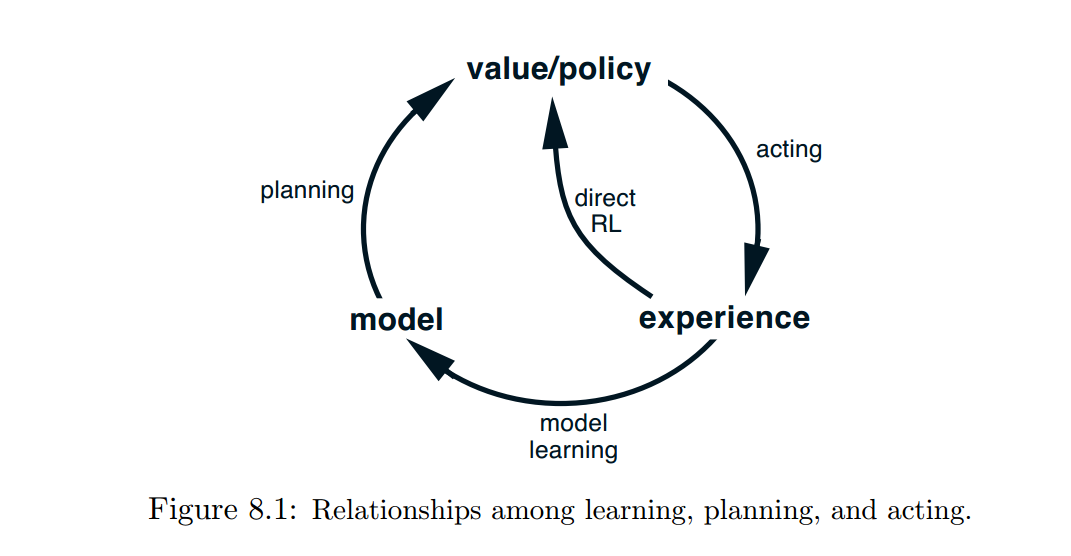 value/policy
acting
planning
direct
RL
model
experience
model
learning
Figure 8.1: Relationships among learning, planning, and acting.